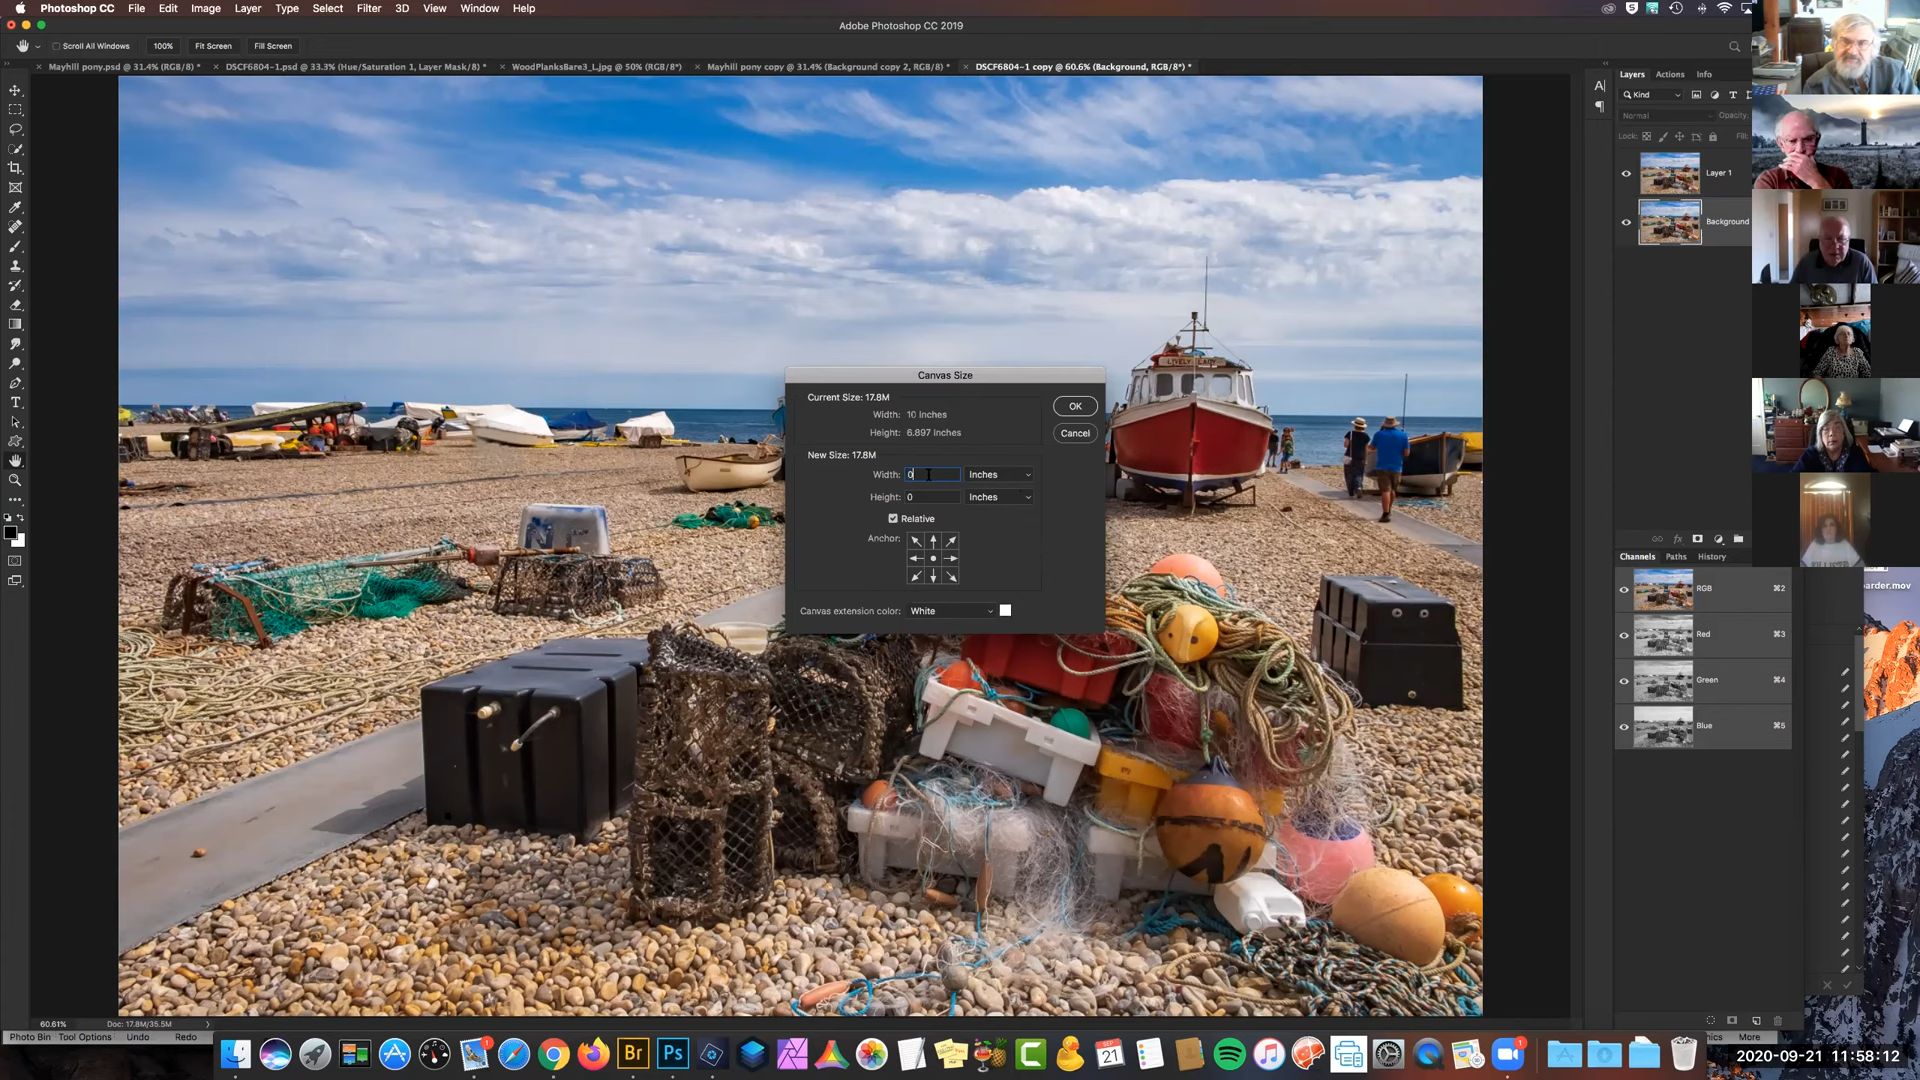 Photoshop CC File Edit Image Layer Type Select Filter 3D View Window Help
Adobe Photoshop CC 2019
Scroll All Windows 100% Fit Screen Fill Screen
Mayhill pony.psd @ 31.4% (RGB/8) * DSCF6804-1.psd @ 33.3% (Hue/Saturation 1, Layer Mask/8) * WoodPlanksBare3_L.jpg @ 50% (RGB/8*) Mayhill pony copy @ 31.4% (Background copy 2, RGB/8) * DSCF6804-1 copy @ 60.6% (Background, RGB/8*) *
Layers Actions Info
Kind
Normal Opacity:
Lock: Fill:
Layer 1
Background
LIVELY LADY
Canvas Size
Current Size: 17.8M
Width: 10 Inches
Height: 6.897 Inches
OK
Cancel
New Size: 17.8M
Width: 0 Inches
Height: 0 Inches
Relative
Anchor:
Canvas extension color: White
fx
Channels Paths History
RGB ⌘2
Red ⌘3
Green ⌘4
Blue ⌘5
arder.mov
60.61% Doc: 17.8M/35.5M
Photo Bin Tool Options Undo Redo
More
Br Ps
SEP 21
2020-09-21 11:58:12